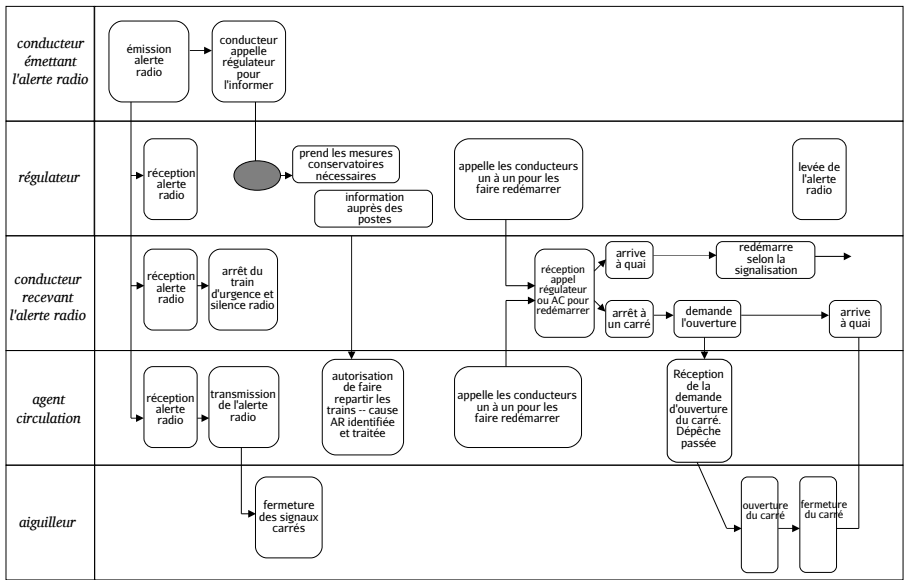 conducteur
émettant
l'alerte radio
émission
alerte
radio
conducteur
appelle
régulateur
pour
l'informer
régulateur
réception
alerte
radio
prend les mesures
conservatoires
nécessaires
information
auprès des
postes
appelle les conducteurs
un à un pour les
faire redémarrer
levée de
l'alerte
radio
conducteur
recevant
l'alerte radio
réception
alerte
radio
arrêt du
train
d'urgence et
silence radio
réception
appel
régulateur
ou AC pour
redémarrer
arrive
à quai
redémarre
selon la
signalisation
arrêt à
un carré
demande
l'ouverture
arrive
à quai
agent
circulation
réception
alerte
radio
transmission
de l'alerte
radio
autorisation
de faire
repartir les
trains -- cause
AR identifiée
et traitée
appelle les conducteurs
un à un pour les
faire redémarrer
Réception
de la
demande
d'ouverture
du carré.
Dépêche
passée
aiguilleur
fermeture
des signaux
carrés
ouverture
du carré
fermeture
du carré